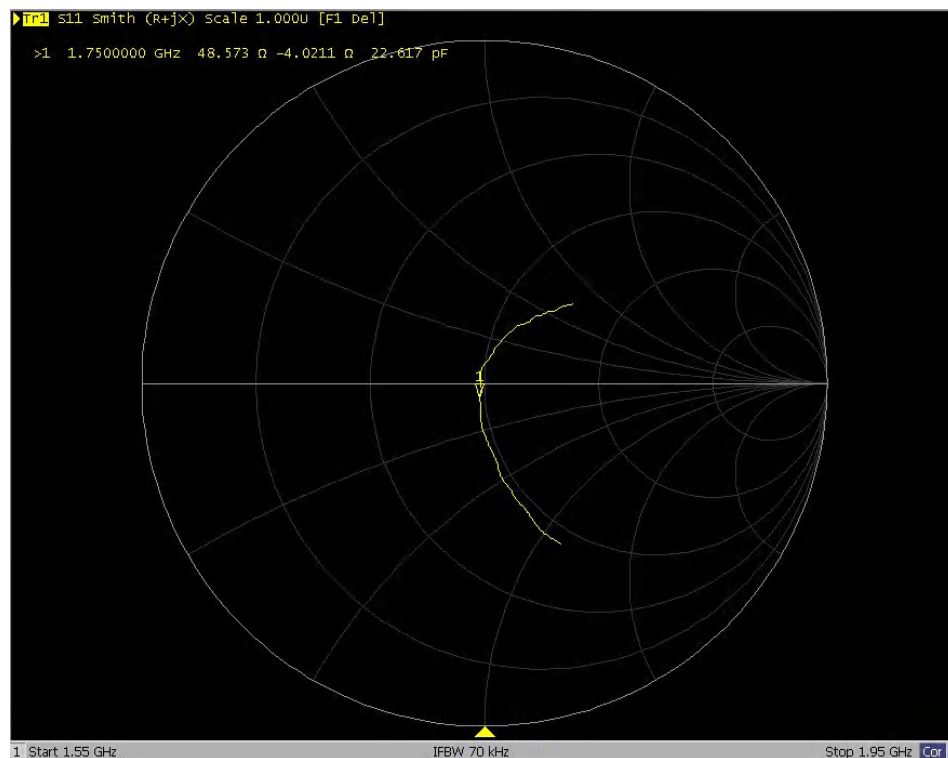 Tr1 S11 Smith (R+jX) Scale 1.000U [F1 Del]
>1 1.7500000 GHz 48.573 Ω -4.0211 Ω 22.617 pF
1
1 Start 1.55 GHz IFBW 70 kHz Stop 1.95 GHz Cor